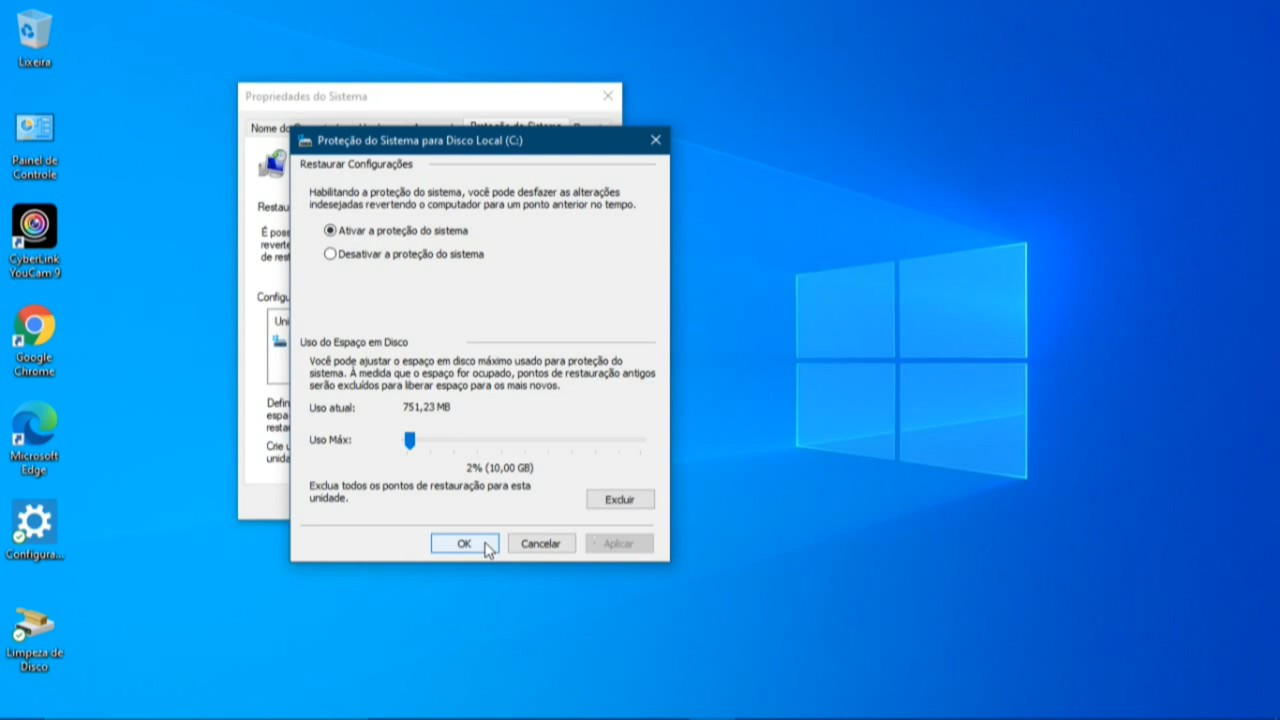 Lixeira
Painel de
Controle
CyberLink
YouCam 9
Google
Chrome
Microsoft
Edge
Configura...
Limpeza de
Disco
Propriedades do Sistema
Nome do
Proteção do Sistema
Restau
É poss
reverte
de rest
Configu
Uni
Defin
espa
resta
Crie u
unida
Proteção do Sistema para Disco Local (C:)
Restaurar Configurações
Habilitando a proteção do sistema, você pode desfazer as alterações
indesejadas revertendo o computador para um ponto anterior no tempo.
Ativar a proteção do sistema
Desativar a proteção do sistema
Uso do Espaço em Disco
Você pode ajustar o espaço em disco máximo usado para proteção do
sistema. À medida que o espaço for ocupado, pontos de restauração antigos
serão excluídos para liberar espaço para os mais novos.
Uso atual: 751,23 MB
Uso Máx:
2% (10,00 GB)
Exclua todos os pontos de restauração para esta
unidade.
Excluir
OK Cancelar Aplicar